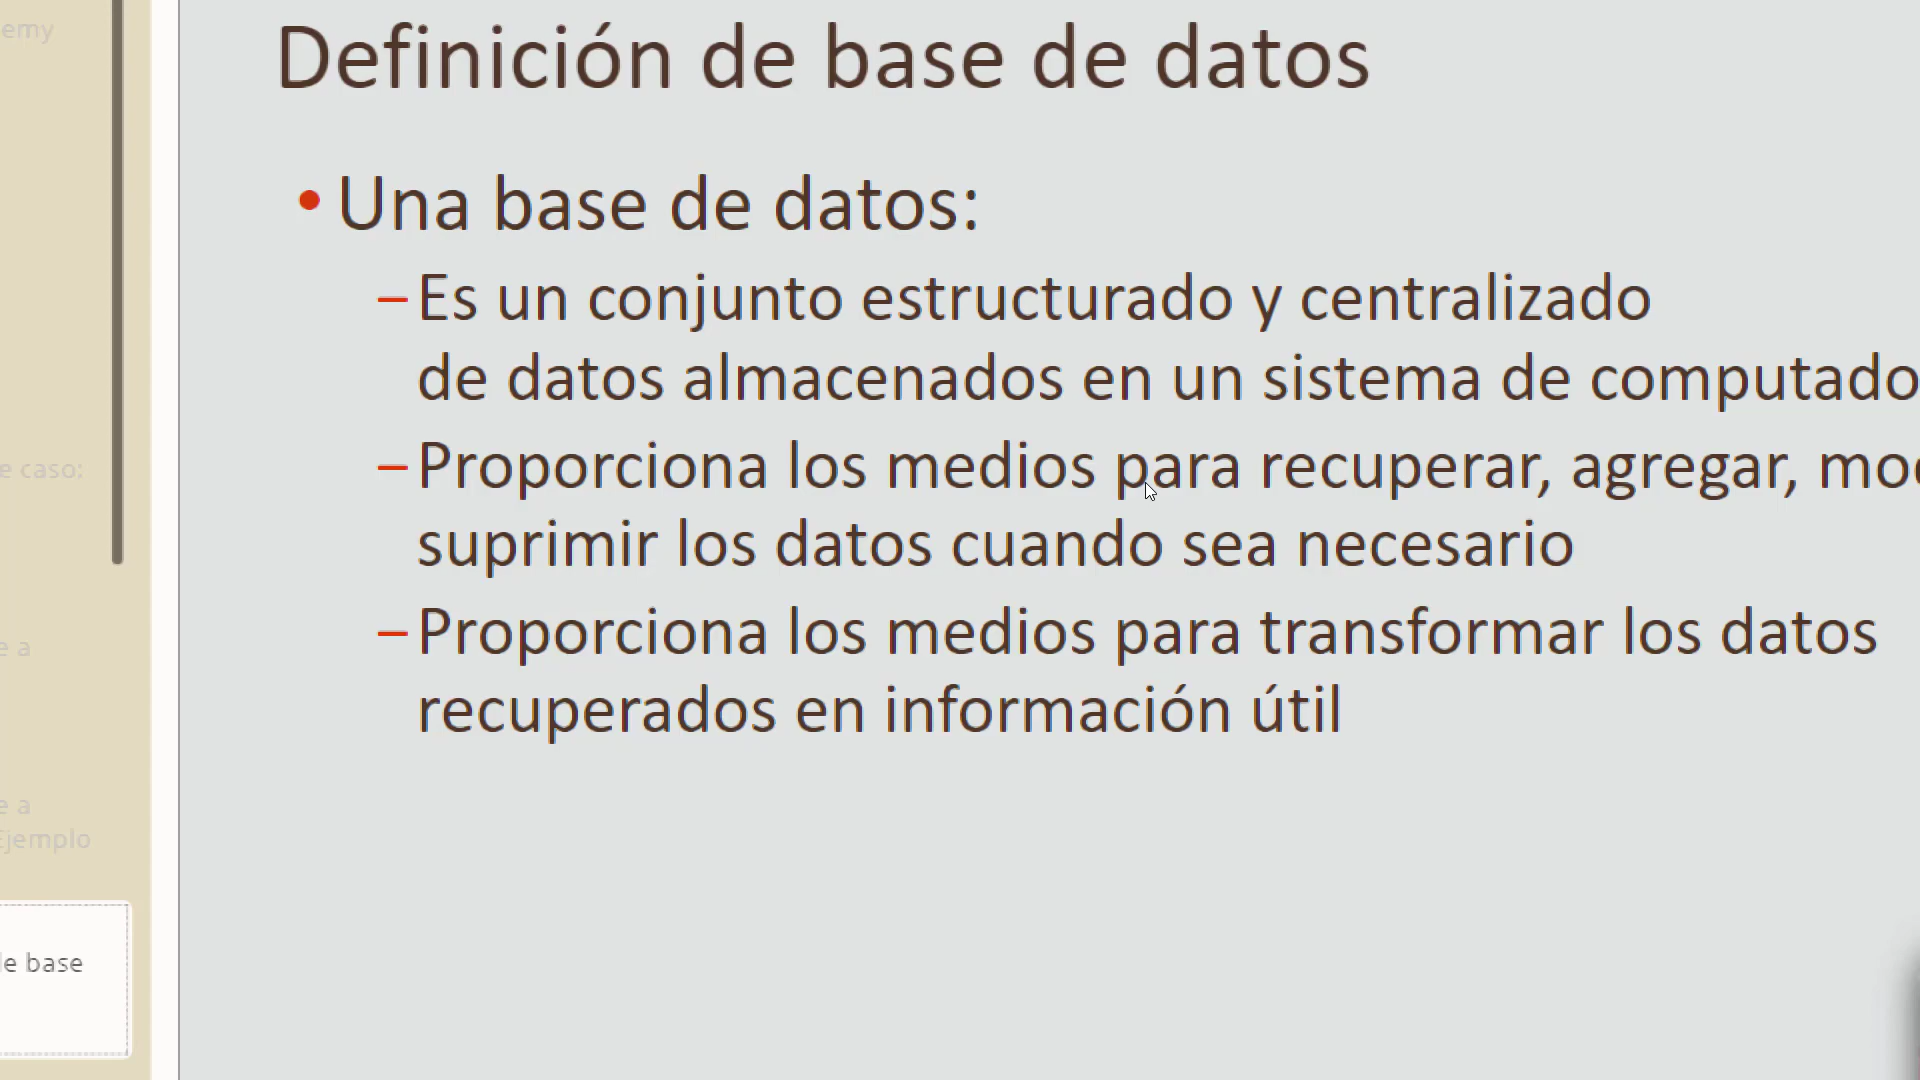 emy
Definición de base de datos
• Una base de datos:
– Es un conjunto estructurado y centralizado
de datos almacenados en un sistema de computado
– Proporciona los medios para recuperar, agregar,
suprimir los datos cuando sea necesario
– Proporciona los medios para transformar los datos
recuperados en información útil
e caso:
e a
e a
Ejemplo
de base